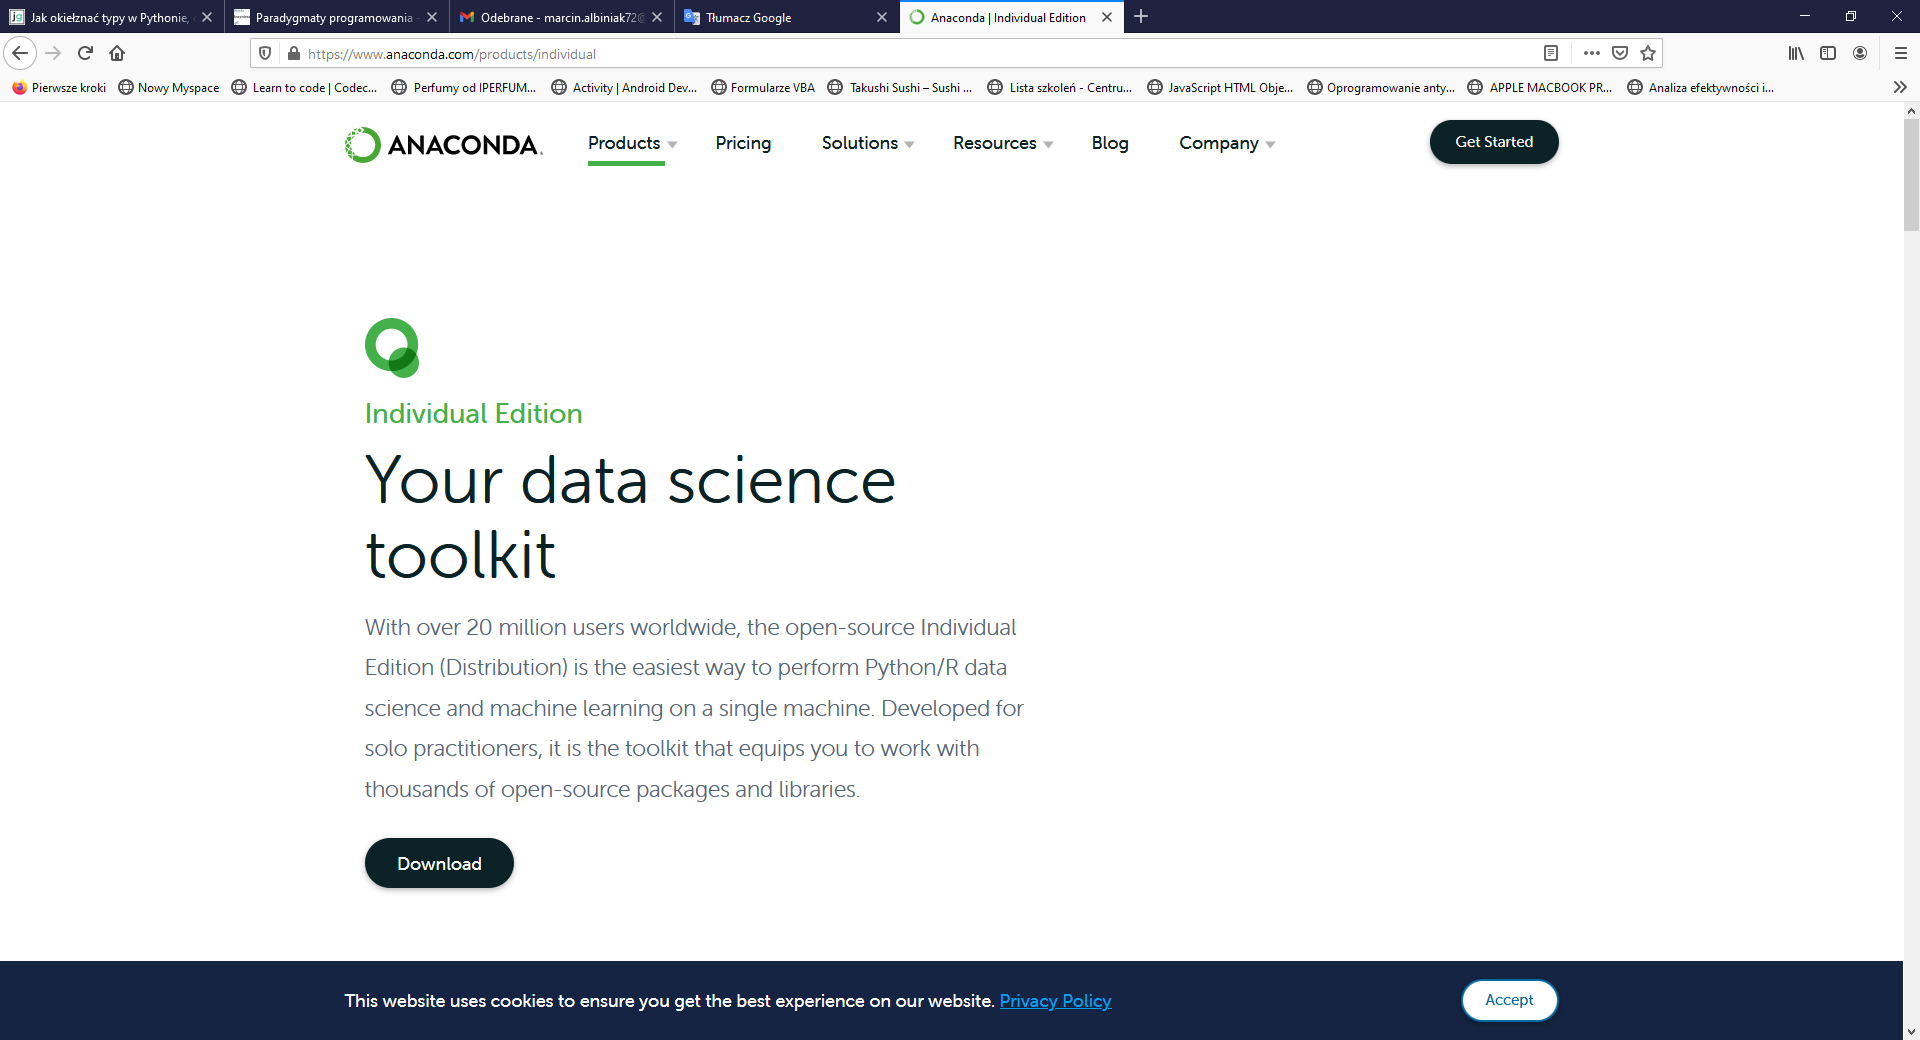 Jak okiełznać typy w Pythonie,
Paradygmaty programowania -
Odebrane - marcin.albiniak72@
Tłumacz Google
Anaconda | Individual Edition
https://www.anaconda.com/products/individual
Pierwsze kroki
Nowy Myspace
Learn to code | Codec...
Perfumy od IPERFUM...
Activity | Android Dev...
Formularze VBA
Takushi Sushi – Sushi ...
Lista szkoleń - Centru...
JavaScript HTML Obje...
Oprogramowanie anty...
APPLE MACBOOK PR...
Analiza efektywności i...
ANACONDA.
Products
Pricing
Solutions
Resources
Blog
Company
Get Started
Individual Edition
Your data science
toolkit
With over 20 million users worldwide, the open-source Individual
Edition (Distribution) is the easiest way to perform Python/R data
science and machine learning on a single machine. Developed for
solo practitioners, it is the toolkit that equips you to work with
thousands of open-source packages and libraries.
Download
This website uses cookies to ensure you get the best experience on our website. Privacy Policy
Accept